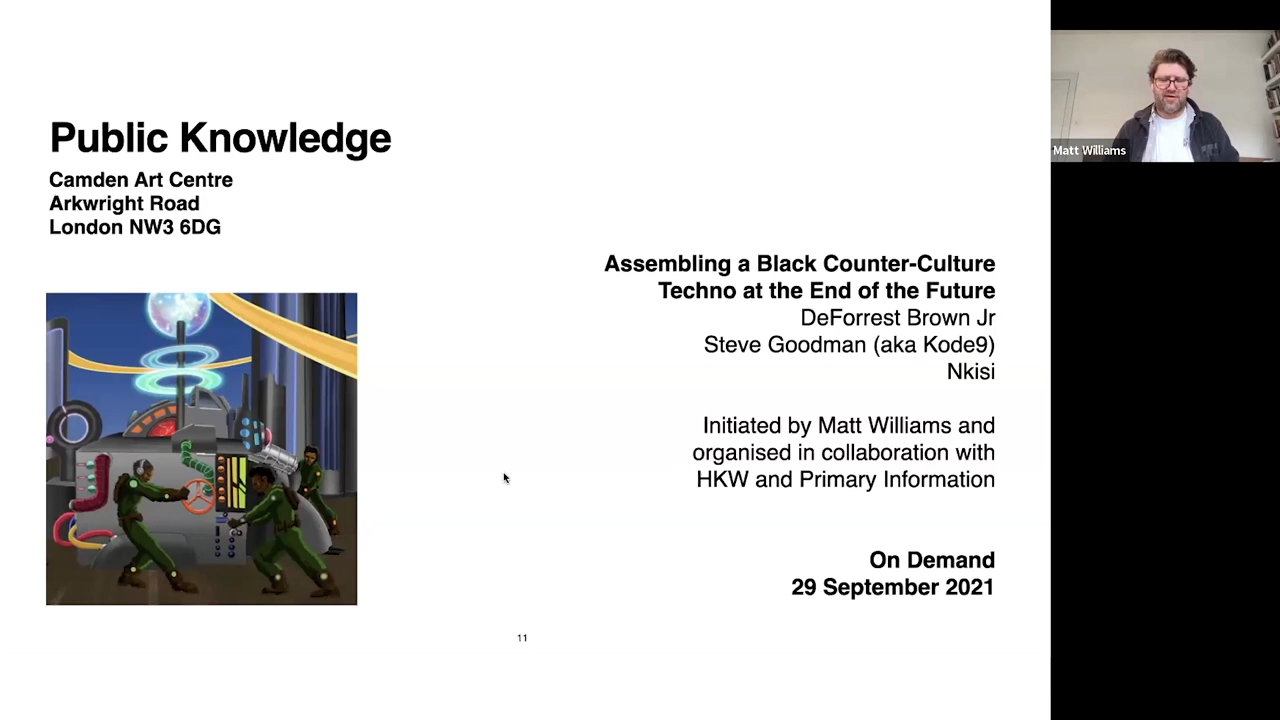 Public Knowledge
Camden Art Centre
Arkwright Road
London NW3 6DG
Assembling a Black Counter-Culture
Techno at the End of the Future
DeForrest Brown Jr
Steve Goodman (aka Kode9)
Nkisi
Initiated by Matt Williams and
organised in collaboration with
HKW and Primary Information
On Demand
29 September 2021
11
Matt Williams